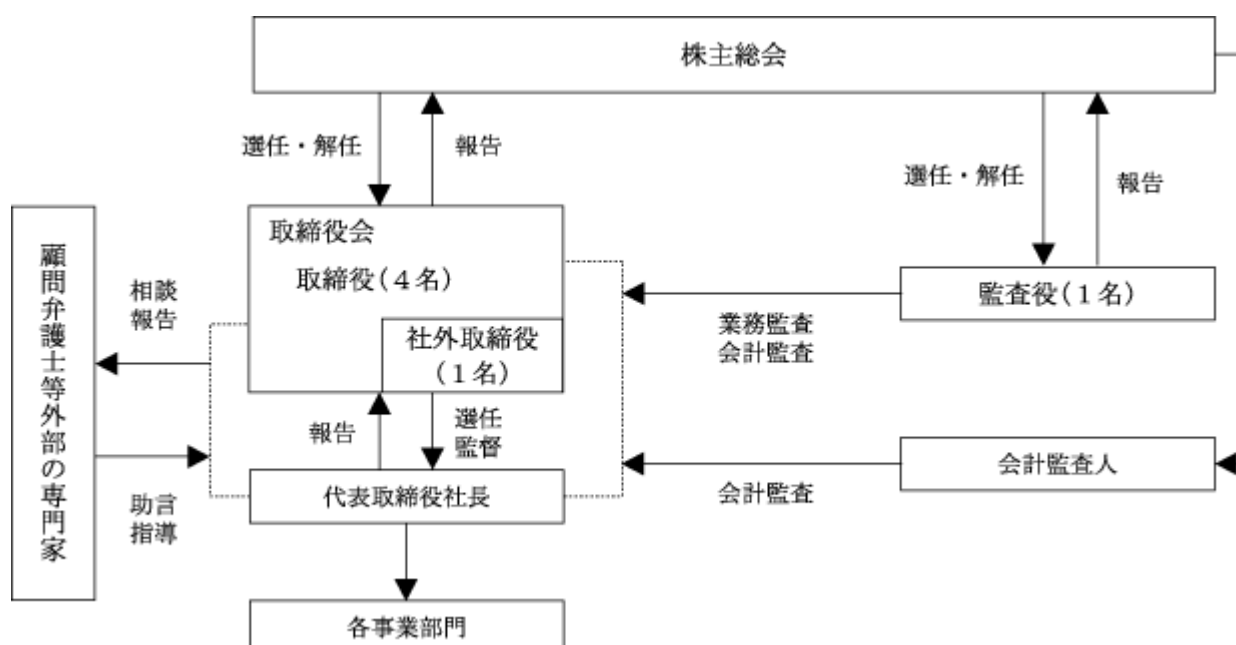 株主総会
選任・解任
報告
選任・解任
報告
顧問弁護士等外部の専門家
取締役会
取締役(4名)
社外取締役
(1名)
監査役(1名)
相談
報告
業務監査
会計監査
報告
選任
監督
助言
指導
代表取締役社長
会計監査人
会計監査
各事業部門